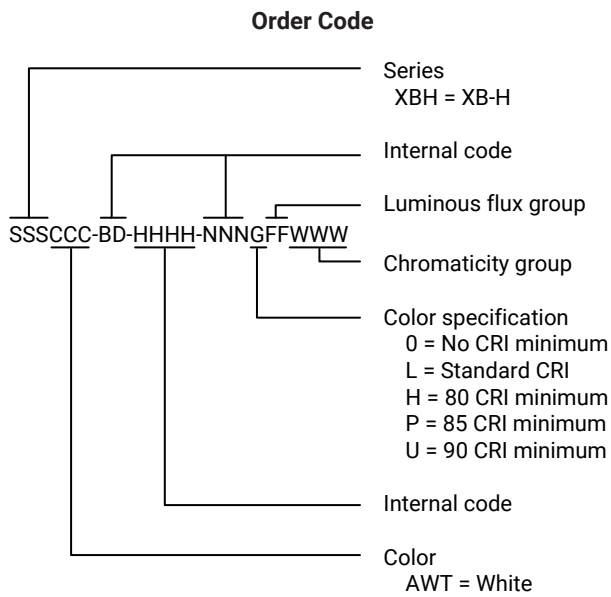 Order Code
Series
XBH = XB-H
Internal code
Luminous flux group
SSSCCC-BD-HHHH-NNNGFFWWW
Chromaticity group
Color specification
0 = No CRI minimum
L = Standard CRI
H = 80 CRI minimum
P = 85 CRI minimum
U = 90 CRI minimum
Internal code
Color
AWT = White